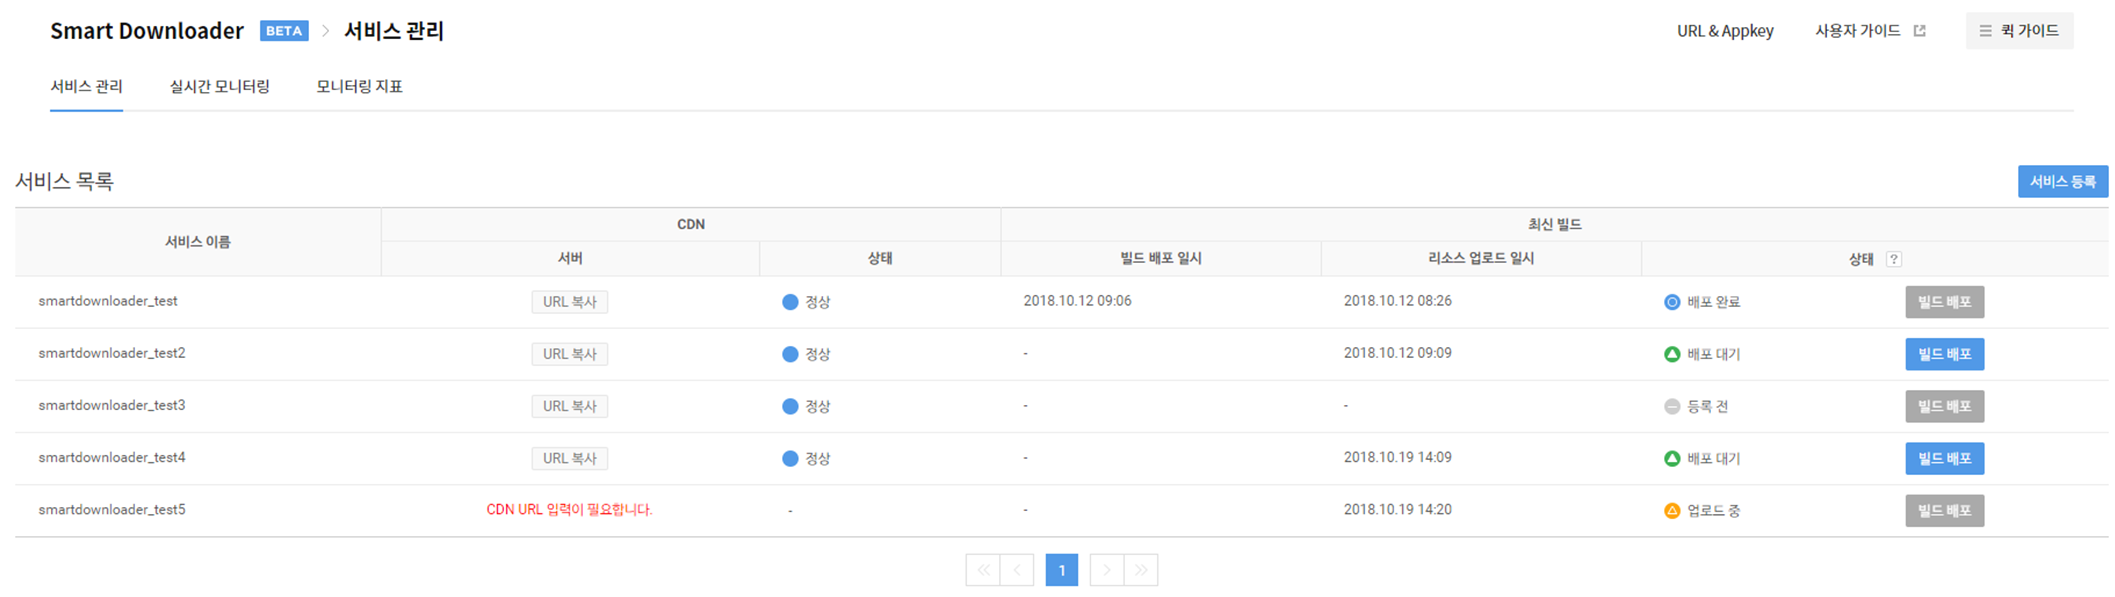 Smart Downloader BETA > 서비스 관리 URL & Appkey 사용자 가이드 퀵 가이드
서비스 관리 실시간 모니터링 모니터링 지표
서비스 목록 서비스 등록
서비스 이름 CDN 최신 빌드
서버 상태 빌드 배포 일시 리소스 업로드 일시 상태 ?
smartdownloader_test URL 복사 정상 2018.10.12 09:06 2018.10.12 08:26 배포 완료 빌드 배포
smartdownloader_test2 URL 복사 정상 - 2018.10.12 09:09 배포 대기 빌드 배포
smartdownloader_test3 URL 복사 정상 - - 등록 전 빌드 배포
smartdownloader_test4 URL 복사 정상 - 2018.10.19 14:09 배포 대기 빌드 배포
smartdownloader_test5 CDN URL 입력이 필요합니다. - - 2018.10.19 14:20 업로드 중 빌드 배포
« < 1 > »